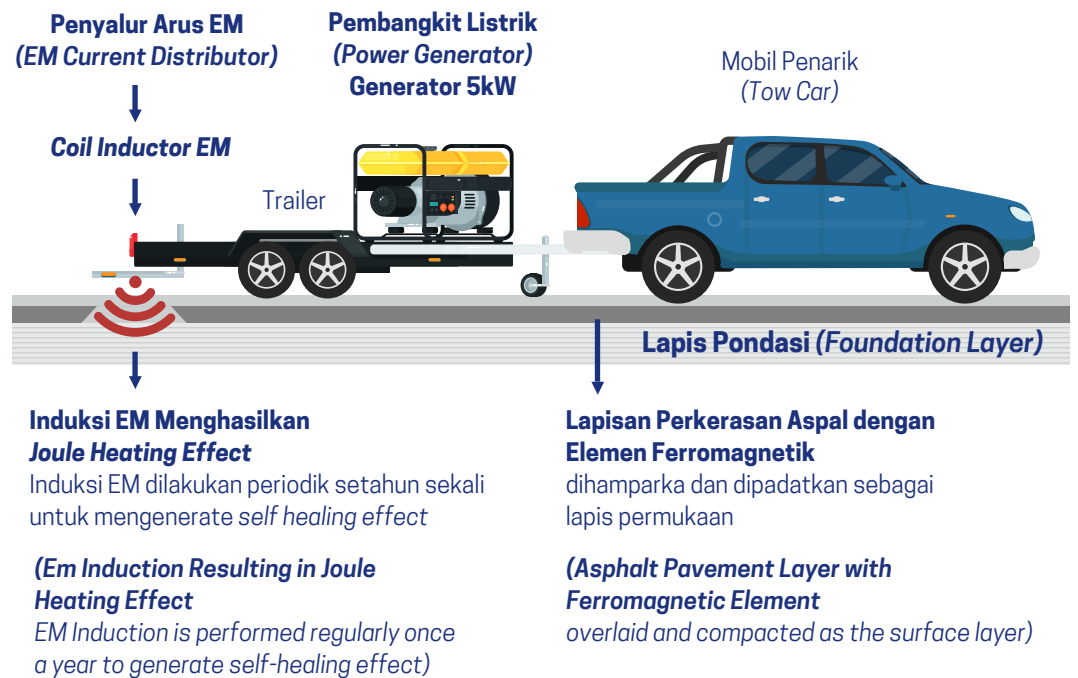 Penyalur Arus EM
(EM Current Distributor)
Coil Inductor EM
Pembangkit Listrik
(Power Generator)
Generator 5kW
Mobil Penarik
(Tow Car)
Trailer
Lapis Pondasi (Foundation Layer)
Induksi EM Menghasilkan
Joule Heating Effect
Induksi EM dilakukan periodik setahun sekali
untuk mengenerate self healing effect
(Em Induction Resulting in Joule
Heating Effect
EM Induction is performed regularly once
a year to generate self-healing effect)
Lapisan Perkerasan Aspal dengan
Elemen Ferromagnetik
dihamparka dan dipadatkan sebagai
lapis permukaan
(Asphalt Pavement Layer with
Ferromagnetic Element
overlaid and compacted as the surface layer)